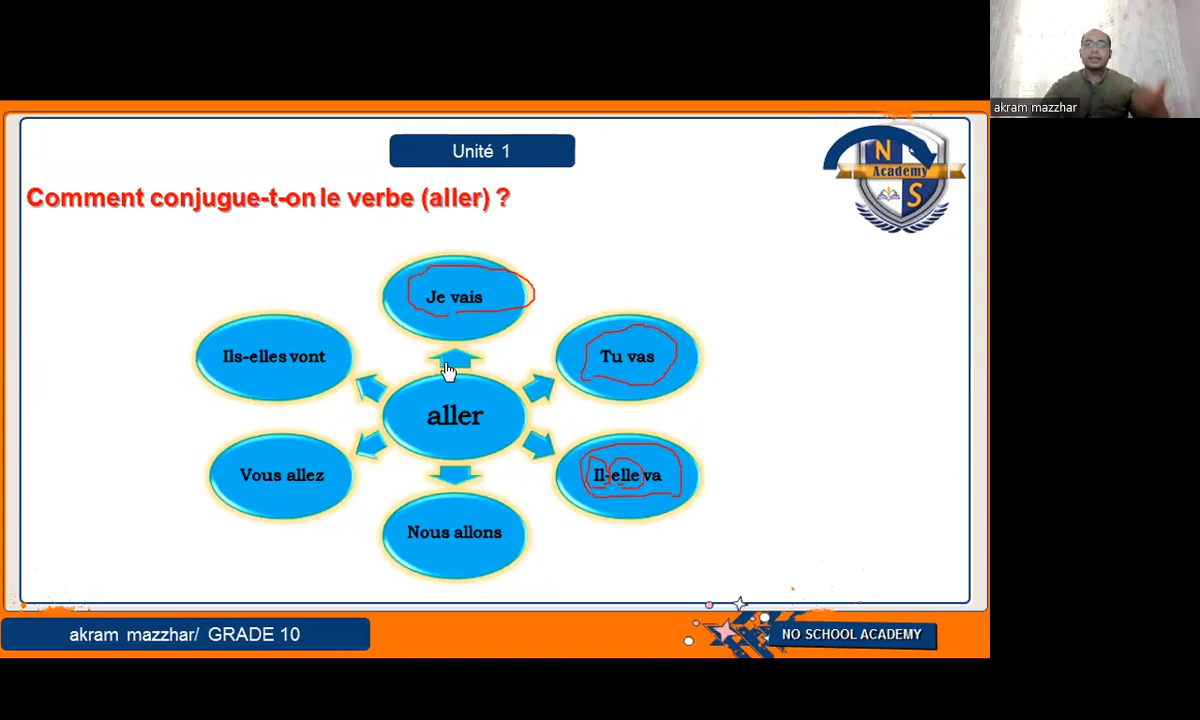 akram mazzhar
Unité 1
N S
Academy
Comment conjugue-t-on le verbe (aller) ?
Je vais
Tu vas
Il-elle va
Nous allons
Vous allez
Ils-elles vont
aller
akram mazzhar/ GRADE 10
NO SCHOOL ACADEMY